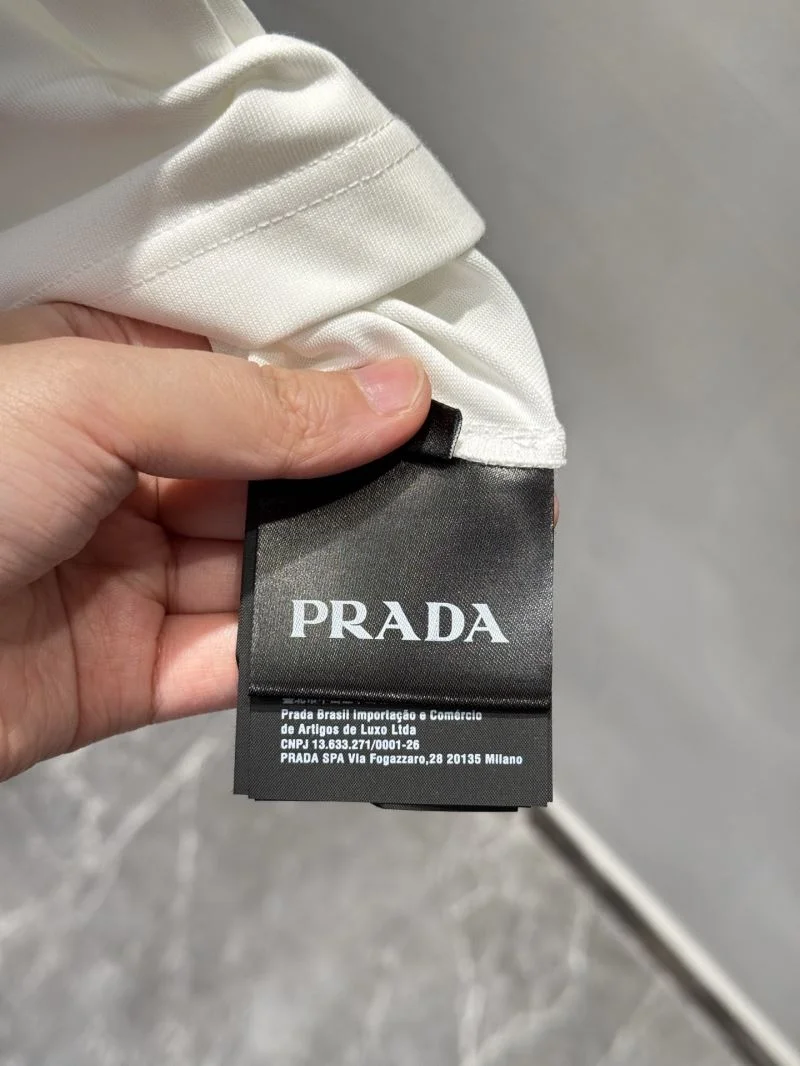 PRADA
Prada Brasil Importação e Comércio
de Artigos de Luxo Ltda
CNPJ 13.633.271/0001-26
PRADA SPA Via Fogazzaro,28 20135 Milano